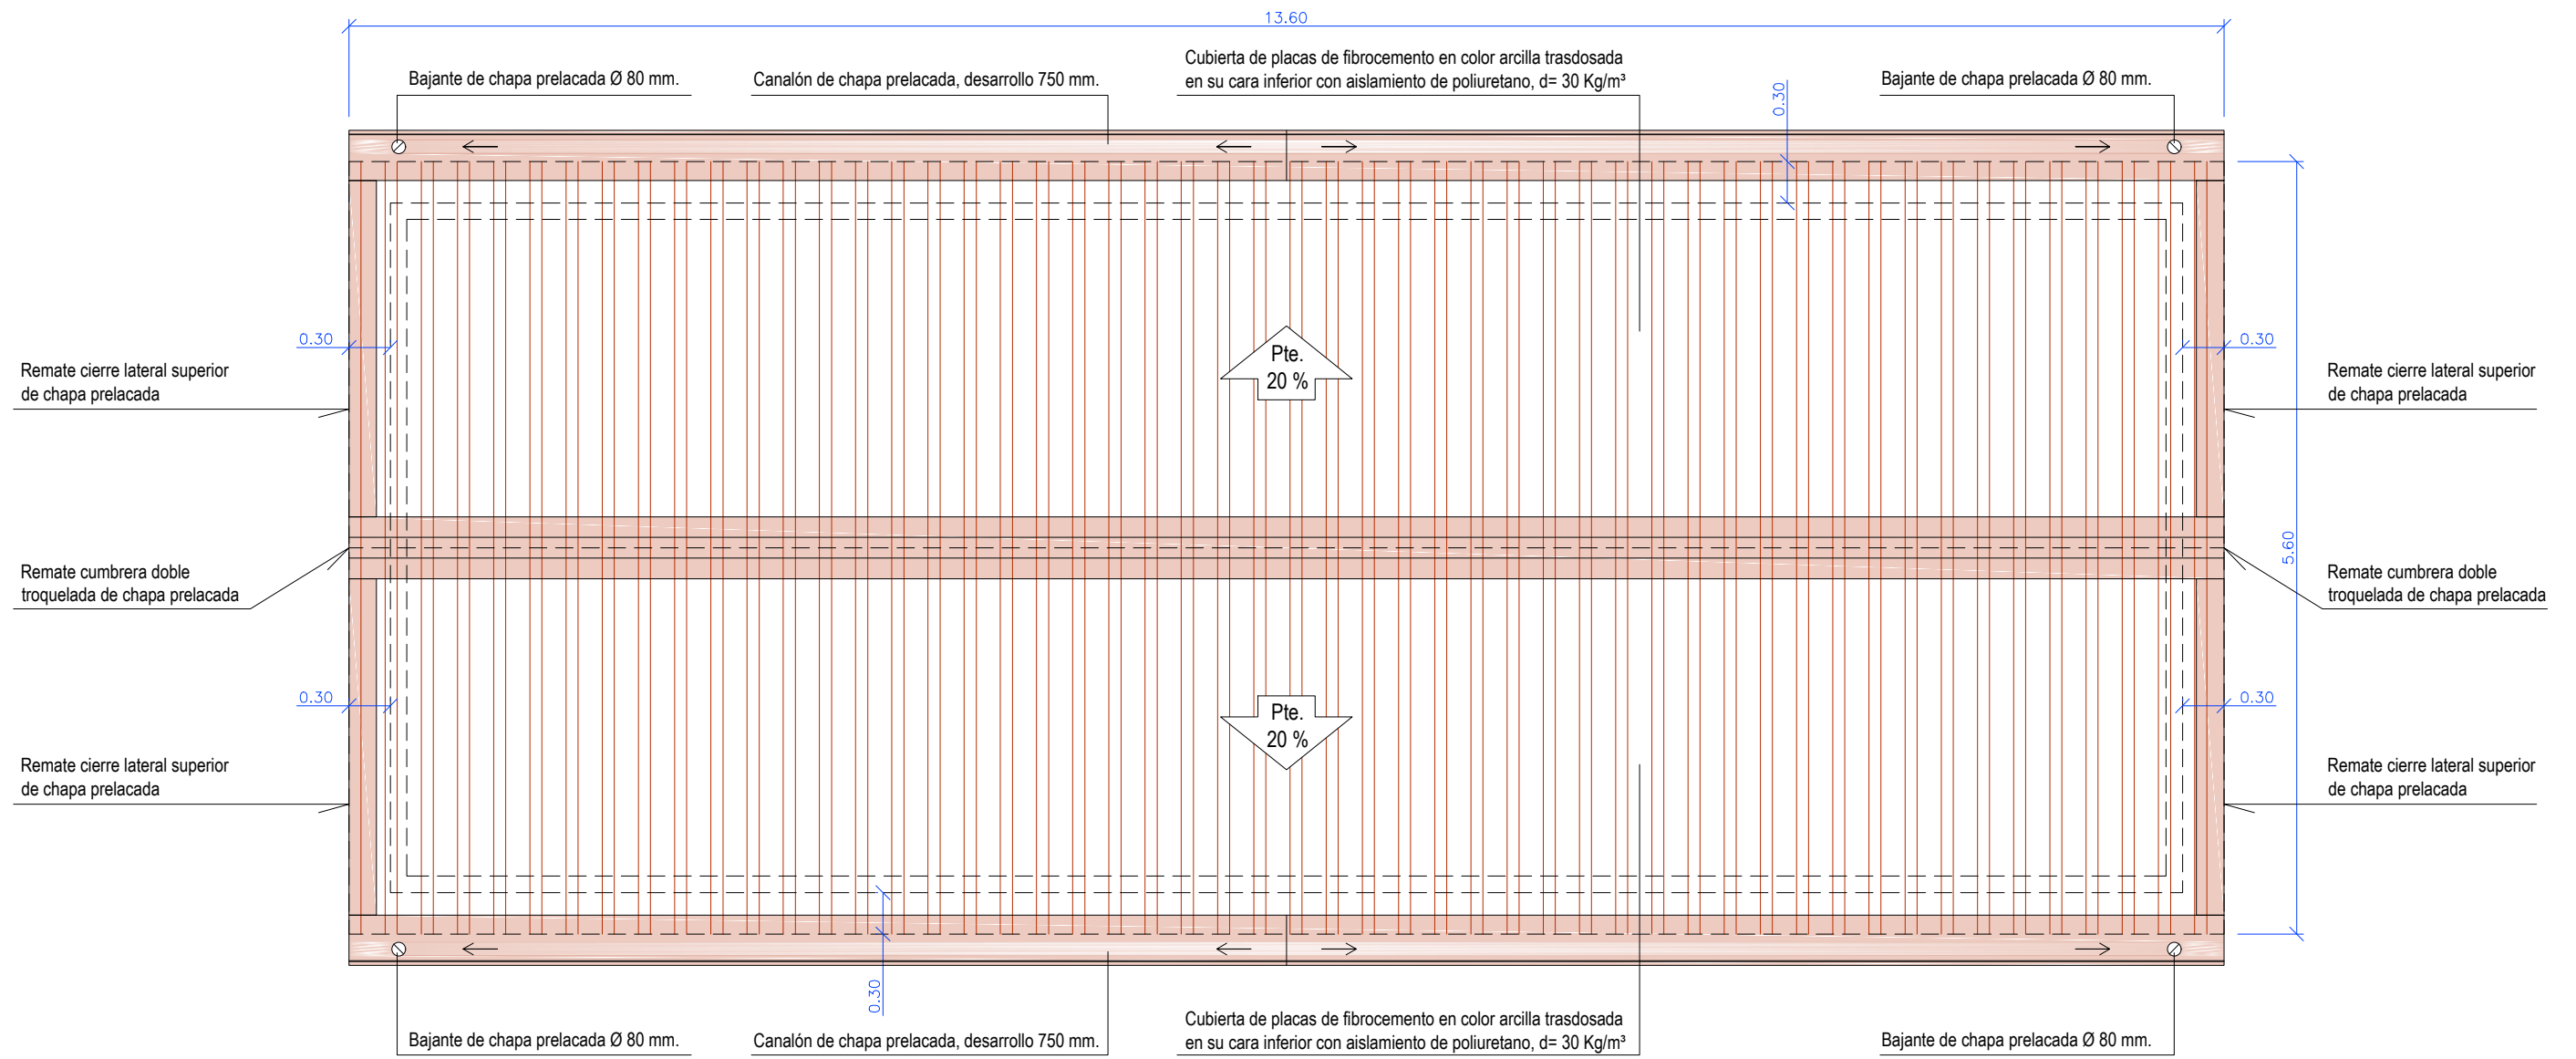 13.60
Bajante de chapa prelacada Ø 80 mm.
Canalón de chapa prelacada, desarrollo 750 mm.
Cubierta de placas de fibrocemento en color arcilla trasdosada
en su cara inferior con aislamiento de poliuretano, d= 30 Kg/m³
0.30
Bajante de chapa prelacada Ø 80 mm.
0.30
Pte.
20 %
0.30
Remate cierre lateral superior
de chapa prelacada
Remate cierre lateral superior
de chapa prelacada
5.60
Remate cumbrera doble
troquelada de chapa prelacada
Remate cumbrera doble
troquelada de chapa prelacada
0.30
Pte.
20 %
0.30
Remate cierre lateral superior
de chapa prelacada
Remate cierre lateral superior
de chapa prelacada
0.30
Bajante de chapa prelacada Ø 80 mm.
Canalón de chapa prelacada, desarrollo 750 mm.
Cubierta de placas de fibrocemento en color arcilla trasdosada
en su cara inferior con aislamiento de poliuretano, d= 30 Kg/m³
Bajante de chapa prelacada Ø 80 mm.